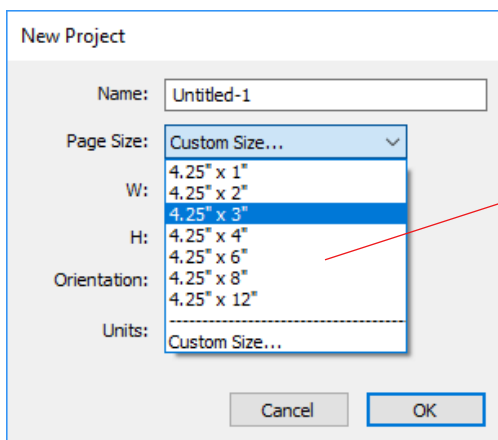 New Project
Name: Untitled-1
Page Size: Custom Size...
4.25" x 1"
W: 4.25" x 2"
4.25" x 3"
H: 4.25" x 4"
4.25" x 6"
Orientation: 4.25" x 8"
4.25" x 12"
Units:
Custom Size...
Cancel OK